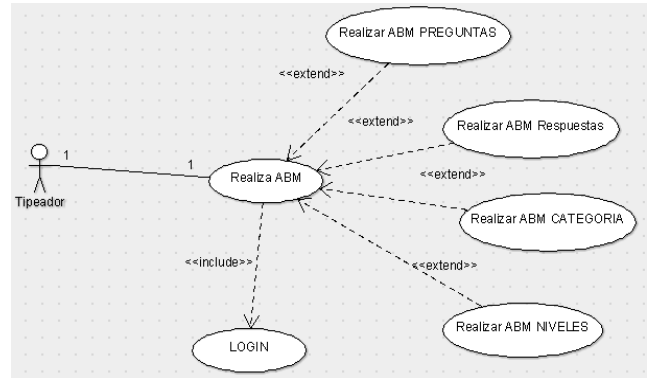 Realizar ABM PREGUNTAS
<<extend>>
<<extend>>
Realizar ABM Respuestas
1
1
Realiza ABM
<<extend>>
Tipeador
Realizar ABM CATEGORIA
<<include>>
<<extend>>
Realizar ABM NIVELES
LOGIN